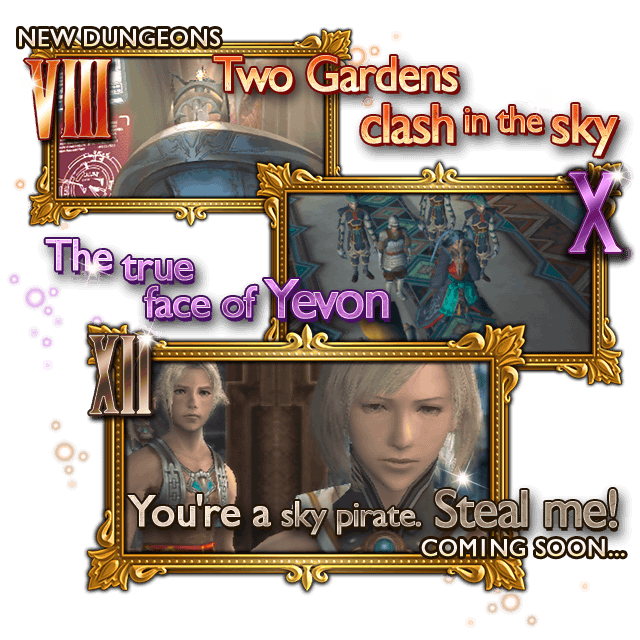 NEW DUNGEONS
VIII
Two Gardens
clash in the sky
X
The true
face of Yevon
XII
You're a sky pirate. Steal me!
COMING SOON...